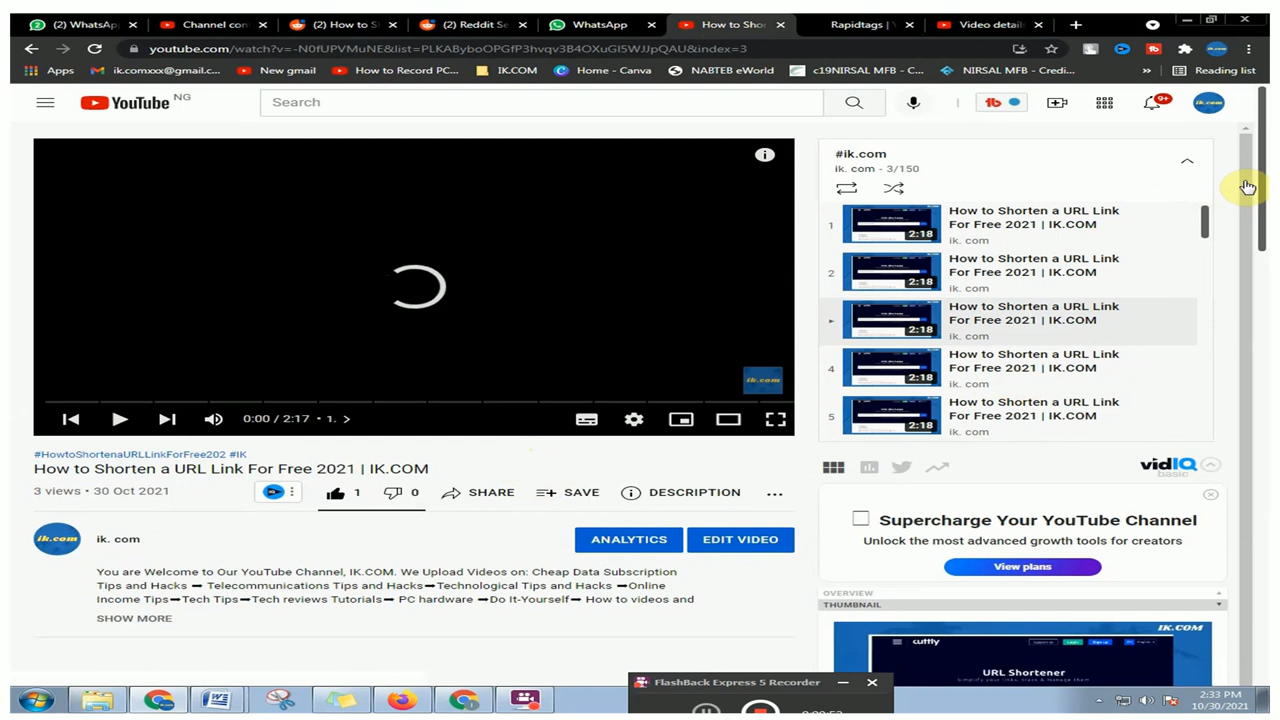 (2) WhatsApp
Channel con
(2) How to S
(2) Reddit Se
WhatsApp
How to Shor
Rapidtags |
Video detail
youtube.com/watch?v=-N0fUPVMuNE&list=PLKAByboOPGfP3hvqv3B4OXuGI5WJJpQAU&index=3
Apps
ik.comxxx@gmail.c...
New gmail
How to Record PC...
IK.COM
Home - Canva
NABTEB eWorld
c19NIRSAL MFB - C...
NIRSAL MFB - Credi...
»
Reading list
YouTube NG
Search
9+
ik.com
#ik.com
ik. com - 3/150
1
How to Shorten a URL Link
For Free 2021 | IK.COM
ik. com
2:18
2
How to Shorten a URL Link
For Free 2021 | IK.COM
ik. com
2:18
How to Shorten a URL Link
For Free 2021 | IK.COM
ik. com
2:18
4
How to Shorten a URL Link
For Free 2021 | IK.COM
ik. com
2:18
5
How to Shorten a URL Link
For Free 2021 | IK.COM
ik. com
2:18
ik.com
0:00 / 2:17 • 1. >
#HowtoShortenaURLLinkForFree202 #IK
How to Shorten a URL Link For Free 2021 | IK.COM
3 views • 30 Oct 2021
1
0
SHARE
SAVE
DESCRIPTION
...
ik.com
ik. com
ANALYTICS
EDIT VIDEO
You are Welcome to Our YouTube Channel, IK.COM. We Upload Videos on: Cheap Data Subscription
Tips and Hacks ➡ Telecommunications Tips and Hacks➡Technological Tips and Hacks ➡Online
Income Tips➡Tech Tips➡Tech reviews Tutorials➡ PC hardware ➡Do It-Yourself➡ How to videos and
SHOW MORE
vidIQ
basic
Supercharge Your YouTube Channel
Unlock the most advanced growth tools for creators
View plans
OVERVIEW
THUMBNAIL
IK.COM
cuttly
URL Shortener
FlashBack Express 5 Recorder
2:33 PM
10/30/2021